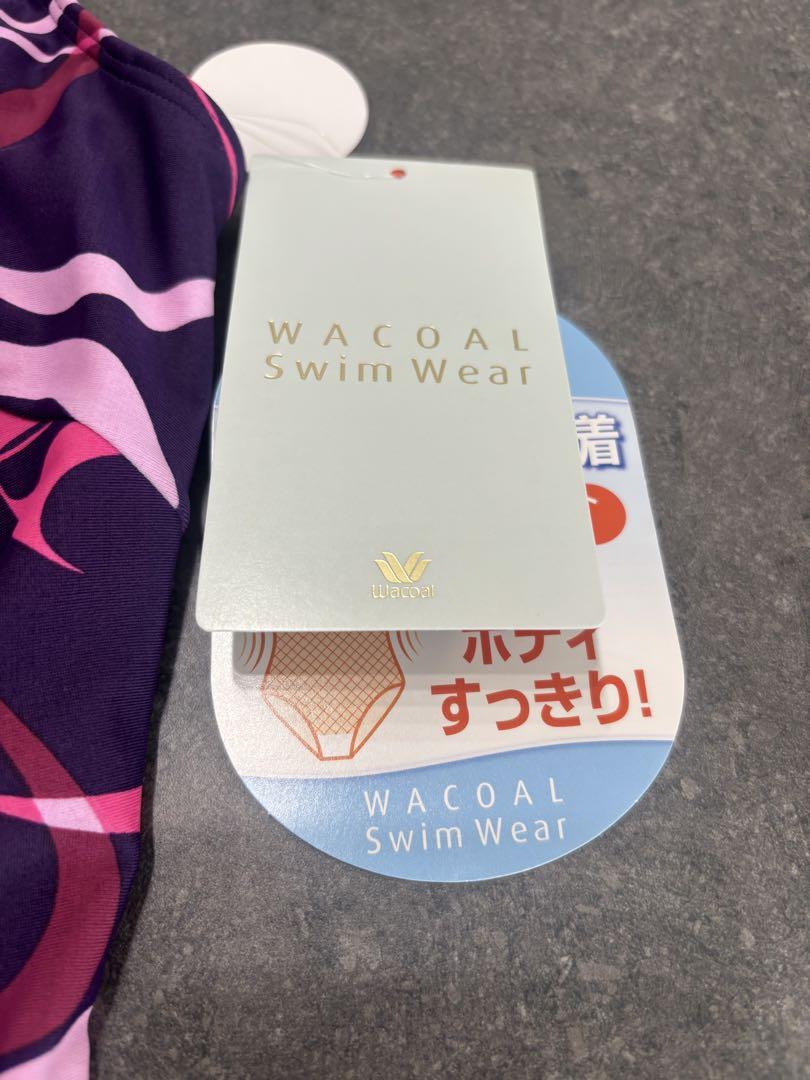 WACOAL
Swim Wear
Wacoal
着
ボディ
すっきり!
WACOAL
Swim Wear